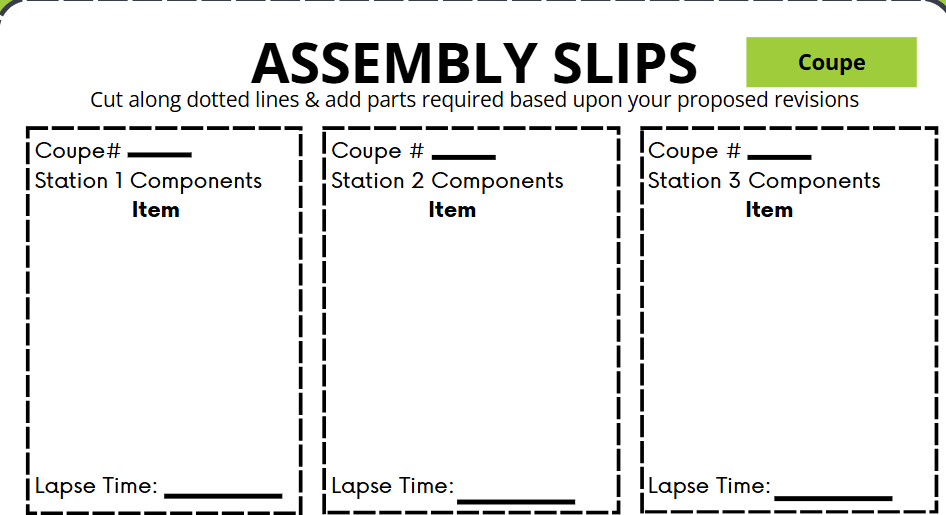 ASSEMBLY SLIPS
Coupe
Cut along dotted lines & add parts required based upon your proposed revisions
Coupe#
Station 1 Components
Item
Lapse Time:
Coupe #
Station 2 Components
Item
Lapse Time:
Coupe #
Station 3 Components
Item
Lapse Time: